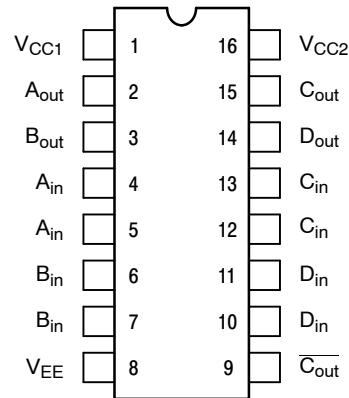 VCC1 1 16 VCC2
Aout 2 15 Cout
Bout 3 14 Dout
Ain 4 13 Cin
Ain 5 12 Cin
Bin 6 11 Din
Bin 7 10 Din
VEE 8 9 C̅o̅u̅t̅